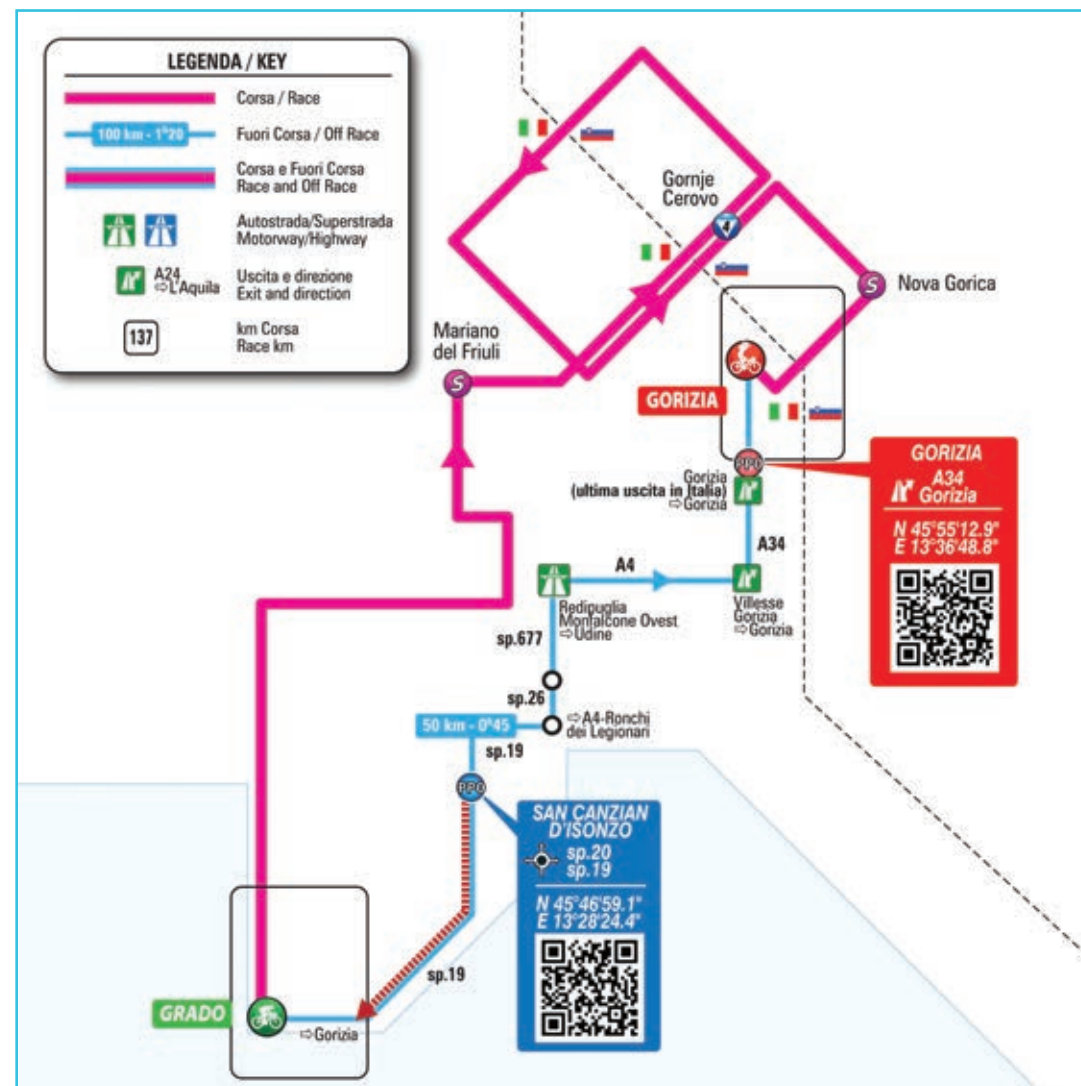 LEGENDA / KEY
Corsa / Race
100 km - 1ʰ20
Fuori Corsa / Off Race
Corsa e Fuori Corsa
Race and Off Race
Autostrada/Superstrada
Motorway/Highway
A24
⇨L'Aquila
Uscita e direzione
Exit and direction
137
km Corsa
Race km
Gornje
Cerovo
4
S
Nova Gorica
Mariano
del Friuli
S
GORIZIA
PPO
Gorizia
(ultima uscita in Italia)
⇨Gorizia
GORIZIA
A34
Gorizia
N 45°55'12.9"
E 13°36'48.8"
A34
A4
Redipuglia
Monfalcone Ovest
⇨Udine
Villesse
Gorizia
⇨Gorizia
sp.677
sp.26
50 km - 0ʰ45
⇨A4-Ronchi
dei Legionari
sp.19
PPO
SAN CANZIAN
D'ISONZO
sp.20
sp.19
N 45°46'59.1"
E 13°28'24.4"
sp.19
GRADO
⇨Gorizia